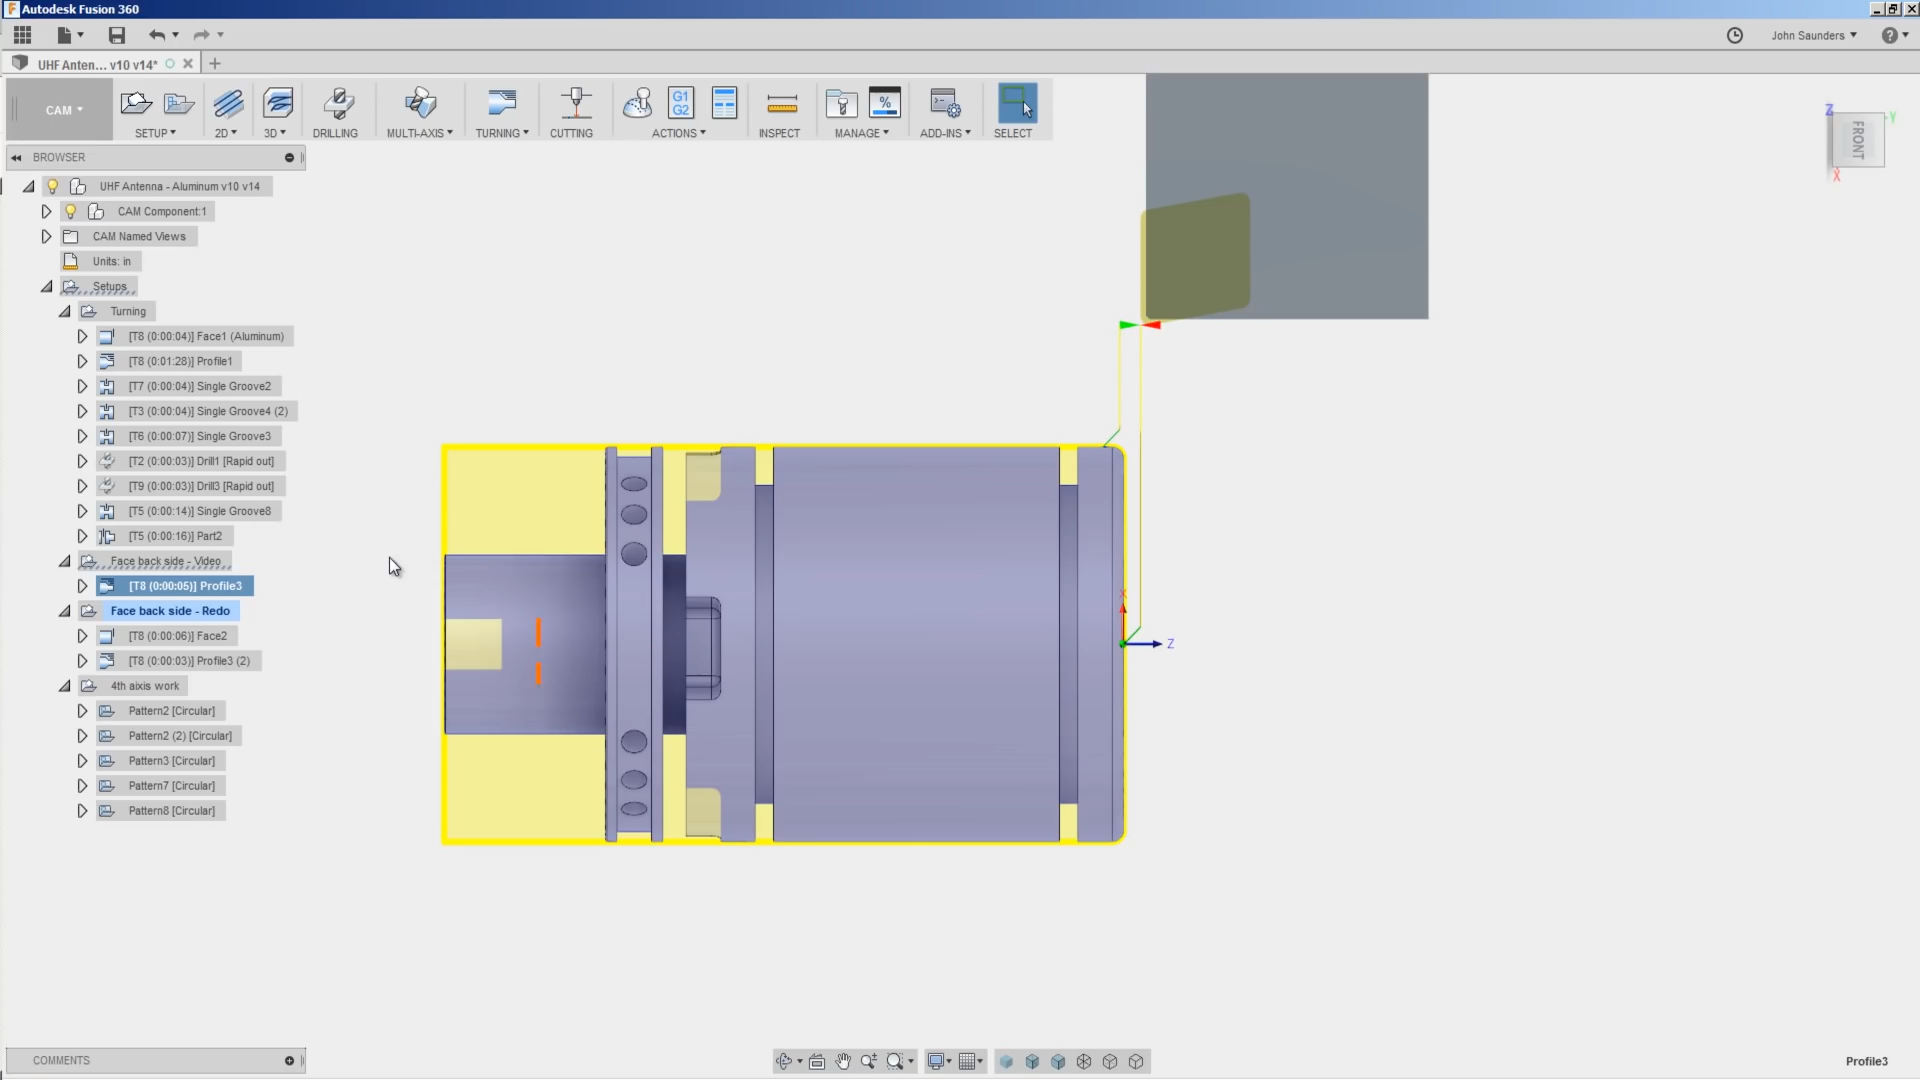 Autodesk Fusion 360
John Saunders
UHF Anten... v10 v14*
CAM
SETUP
2D
3D
DRILLING
MULTI-AXIS
TURNING
CUTTING
G1
G2
ACTIONS
INSPECT
%
MANAGE
ADD-INS
SELECT
Z
Y
FRONT
X
BROWSER
UHF Antenna - Aluminum v10 v14
CAM Component:1
CAM Named Views
Units: in
Setups
Turning
[T8 (0:00:04)] Face1 (Aluminum)
[T8 (0:01:28)] Profile1
[T7 (0:00:04)] Single Groove2
[T3 (0:00:04)] Single Groove4 (2)
[T6 (0:00:07)] Single Groove3
[T2 (0:00:03)] Drill1 [Rapid out]
[T9 (0:00:03)] Drill3 [Rapid out]
[T5 (0:00:14)] Single Groove8
[T5 (0:00:16)] Part2
Face back side - Video
[T8 (0:00:05)] Profile3
Face back side - Redo
[T8 (0:00:06)] Face2
[T8 (0:00:03)] Profile3 (2)
4th aixis work
Pattern2 [Circular]
Pattern2 (2) [Circular]
Pattern3 [Circular]
Pattern7 [Circular]
Pattern8 [Circular]
X
Z
COMMENTS
Profile3